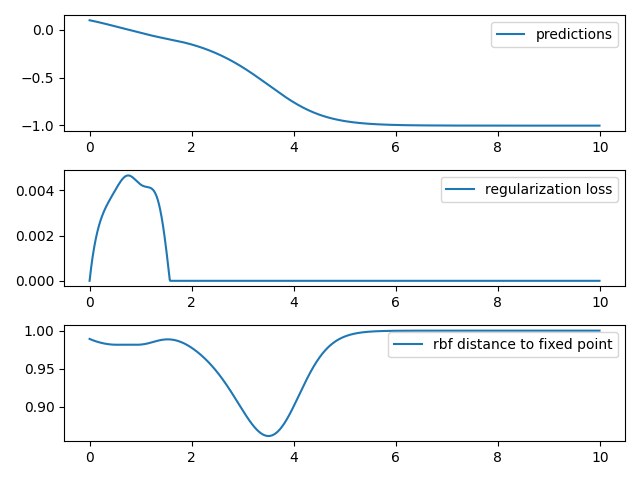 predictions
0.0
−0.5
−1.0
0 2 4 6 8 10
regularization loss
0.004
0.002
0.000
0 2 4 6 8 10
rbf distance to fixed point
1.00
0.95
0.90
0 2 4 6 8 10